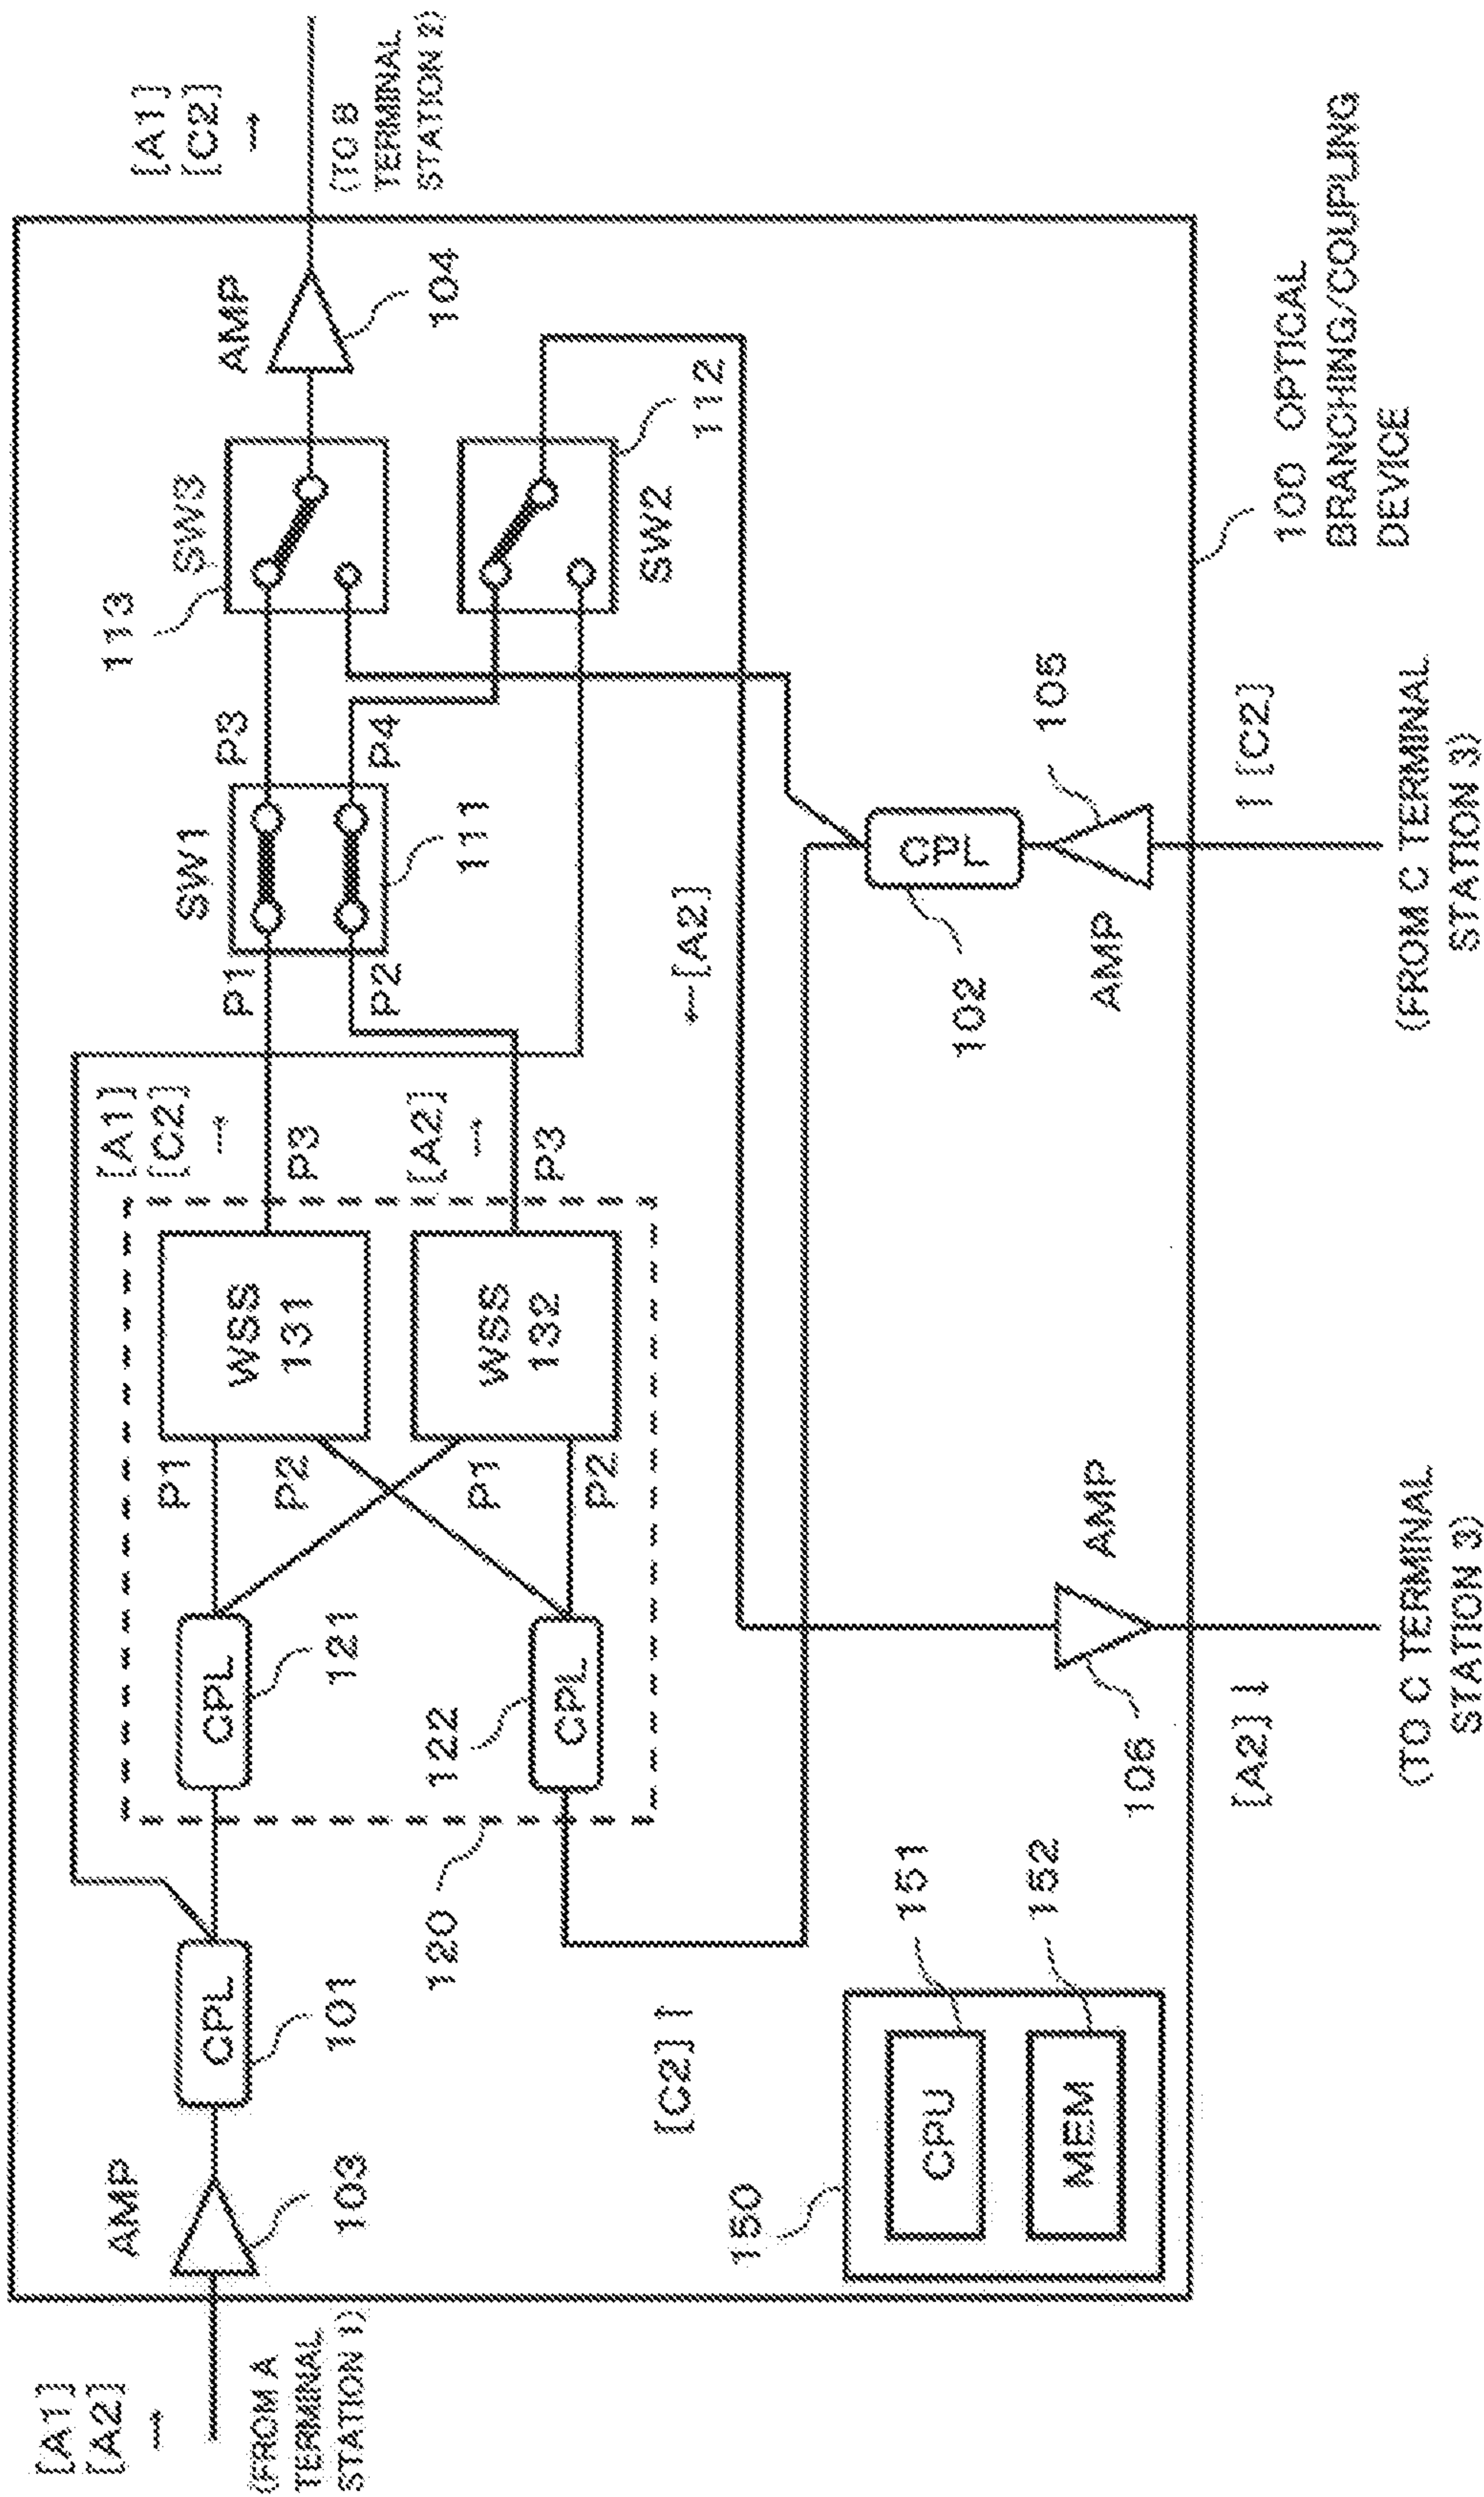 [A1]
[A2]
→
(FROM A
TERMINAL
STATION 1)
AMP
103
CPL
101
120
CPL
121
122
CPL
P1
P2
P1
P2
WSS
131
WSS
132
[A1]
[C2]
→
P3
[A2]
→
P3
P1
P2
SW1
111
P3
P4
113
SW3
SW2
112
AMP
104
[A1]
[C2]
→
(TO B
TERMINAL
STATION 2)
←[A2]
[C2]↑
150
CPU
151
MEM
152
106
AMP
[A2]↓
(TO C TERMINAL
STATION 3)
102
CPL
AMP
105
↑[C2]
(FROM C TERMINAL
STATION 3)
100 OPTICAL
BRANCHING/COUPLING
DEVICE